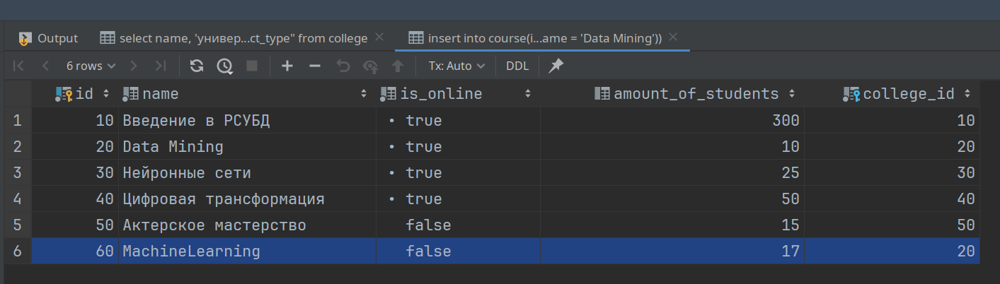 Output select name, 'универ...ct_type" from college insert into course(i...ame = 'Data Mining'))
6 rows Tx: Auto DDL
id name is_online amount_of_students college_id
1 10 Введение в РСУБД true 300 10
2 20 Data Mining true 10 20
3 30 Нейронные сети true 25 30
4 40 Цифровая трансформация true 50 40
5 50 Актерское мастерство false 15 50
6 60 MachineLearning false 17 20